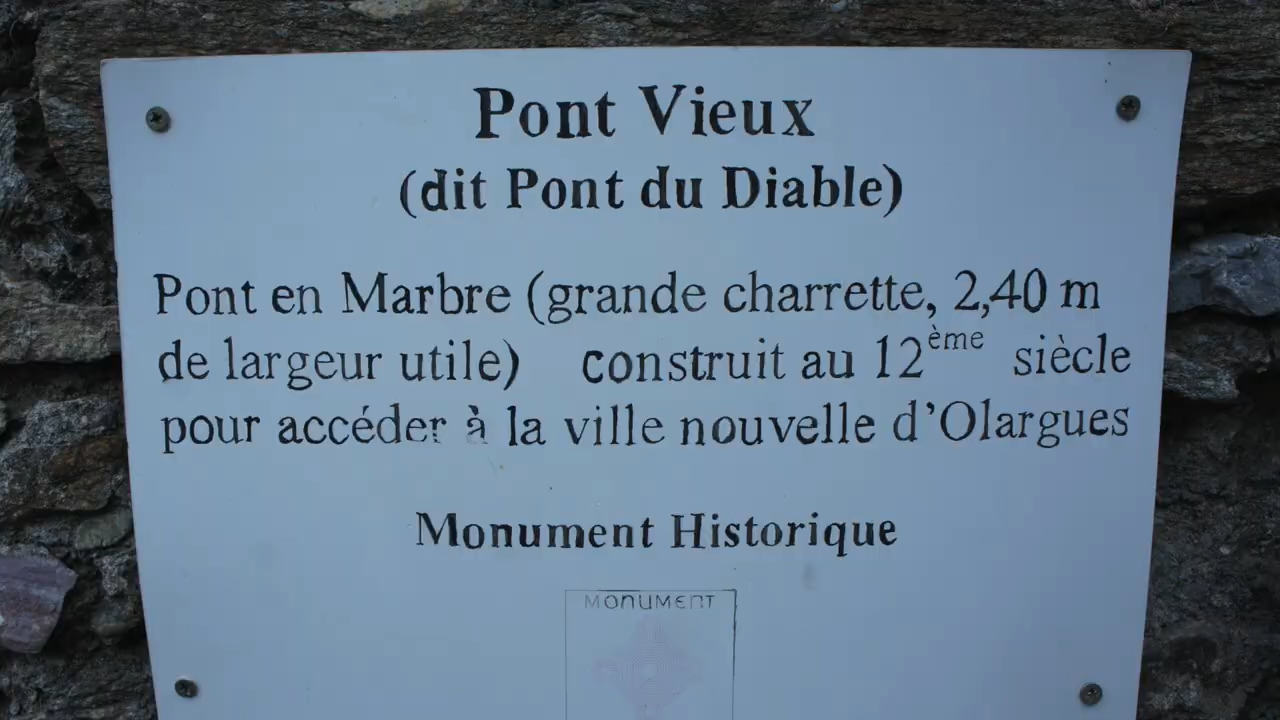 Pont Vieux
(dit Pont du Diable)
Pont en Marbre (grande charrette, 2,40 m
de largeur utile) construit au 12ème siècle
pour accéder à la ville nouvelle d'Olargues
Monument Historique
MONUMENT